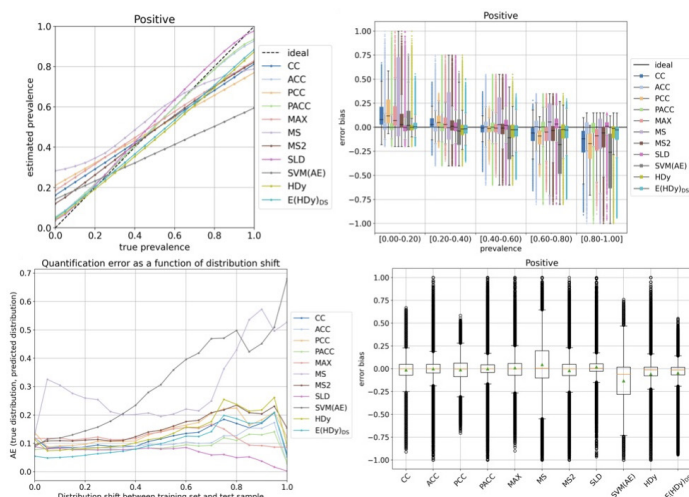 Positive
estimated prevalence
1.0
0.8
0.6
0.4
0.2
0.0
0.0 0.2 0.4 0.6 0.8 1.0
true prevalence
ideal
CC
ACC
PCC
PACC
MAX
MS
MS2
SLD
SVM(AE)
HDy
E(HDy)DS
Positive
error bias
1.00
0.75
0.50
0.25
0.00
−0.25
−0.50
−0.75
−1.00
[0.00-0.20) [0.20-0.40) [0.40-0.60) [0.60-0.80) [0.80-1.00]
prevalence
ideal
CC
ACC
PCC
PACC
MAX
MS
MS2
SLD
SVM(AE)
HDy
E(HDy)DS
Quantification error as a function of distribution shift
AE (true distribution, predicted distribution)
0.7
0.6
0.5
0.4
0.3
0.2
0.1
0.0
0.0 0.2 0.4 0.6 0.8 1.0
Distribution shift between training set and test sample
CC
ACC
PCC
PACC
MAX
MS
MS2
SLD
SVM(AE)
HDy
E(HDy)DS
Positive
error bias
1.00
0.75
0.50
0.25
0.00
−0.25
−0.50
−0.75
−1.00
CC ACC PCC PACC MAX MS MS2 SLD SVM(AE) HDy E(HDy)DS